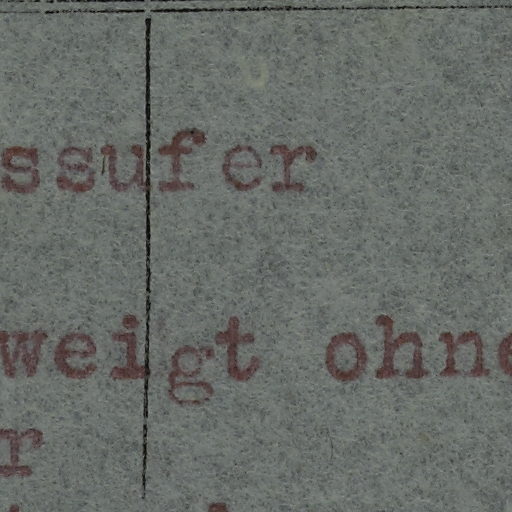 ssufer
weigt ohne
r